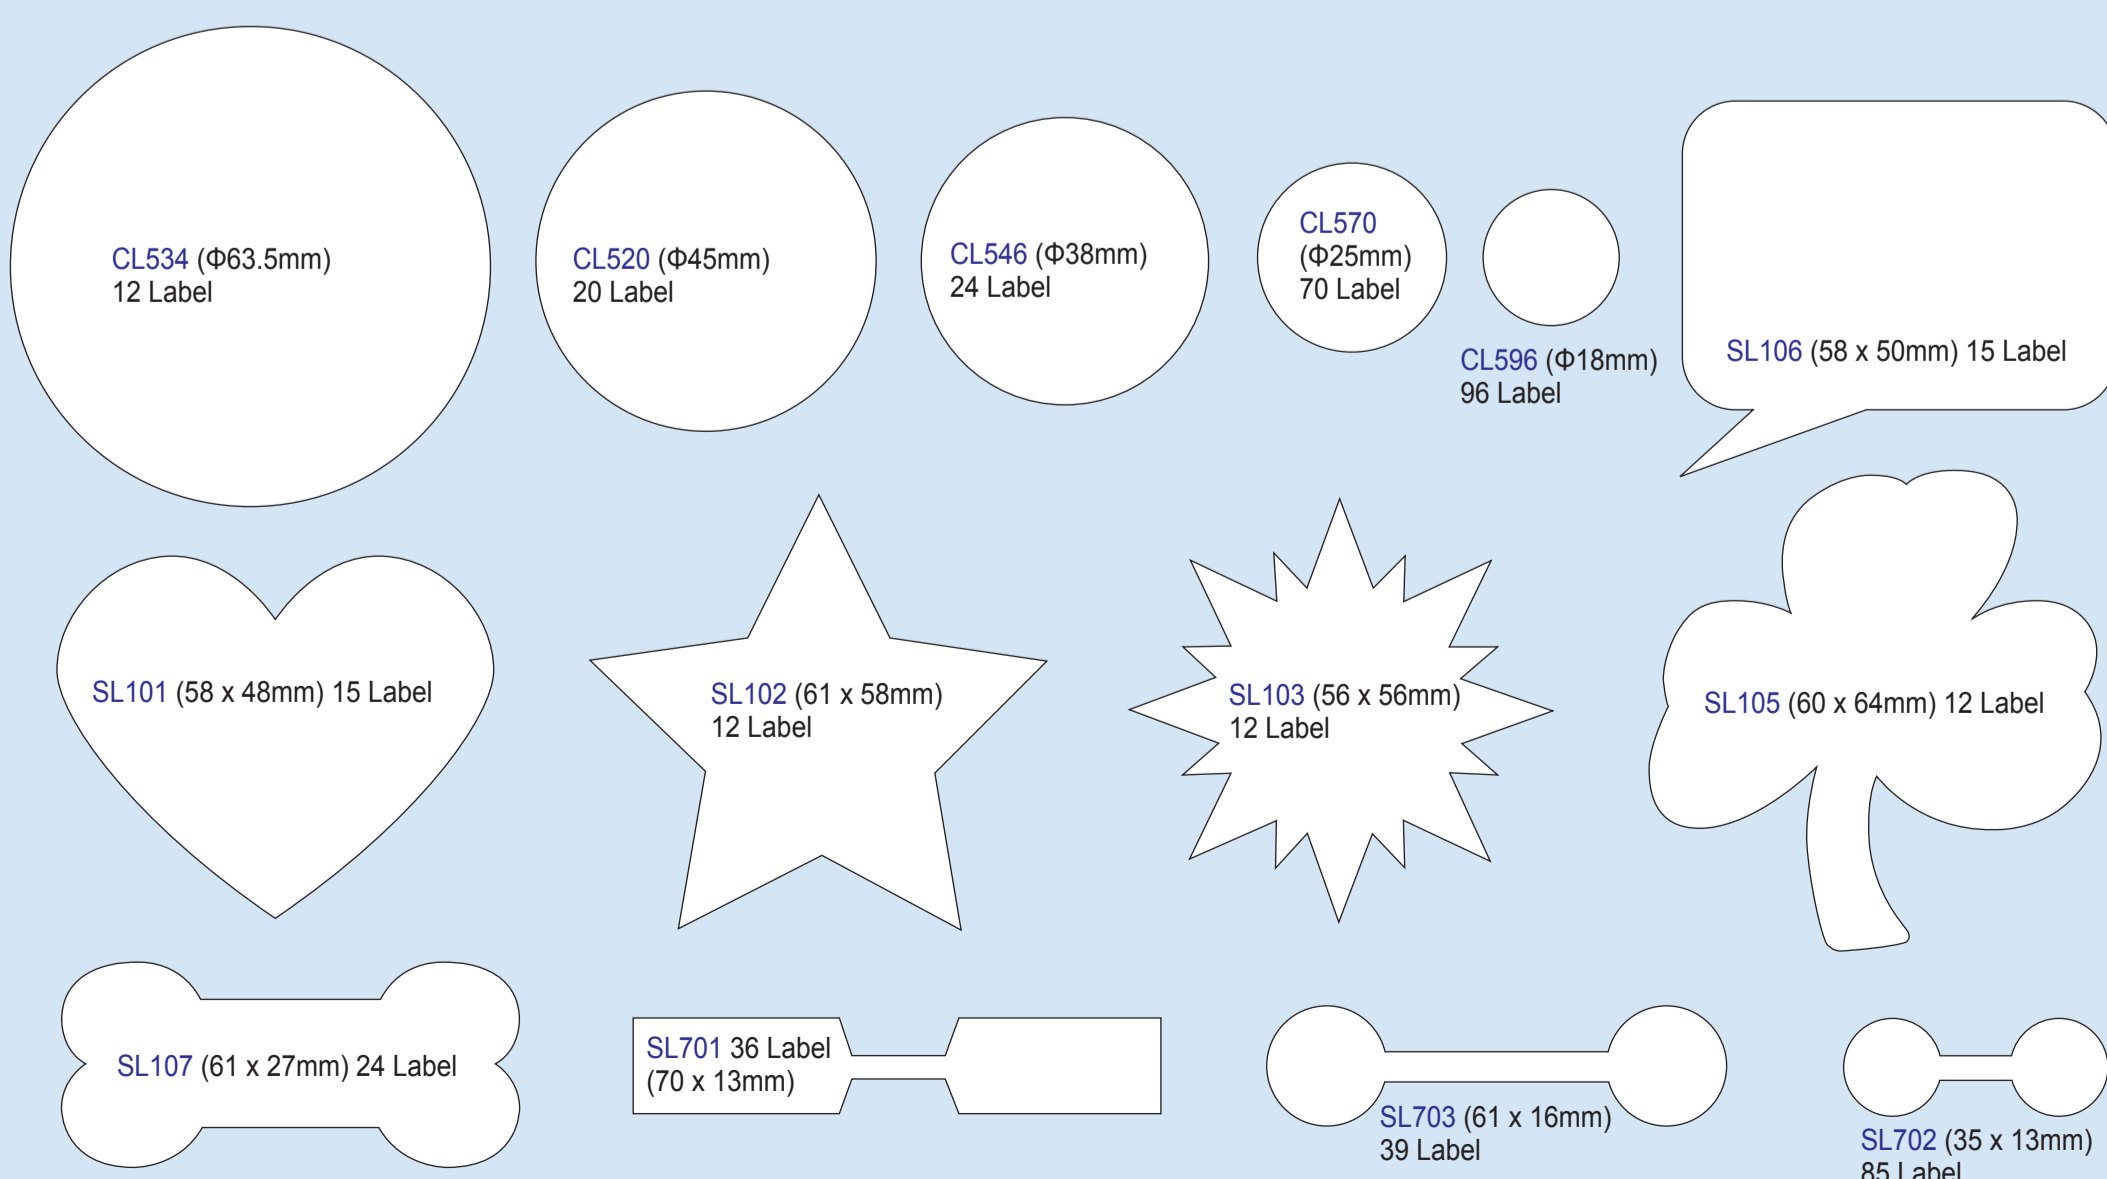 CL534 (Φ63.5mm)
12 Label
CL520 (Φ45mm)
20 Label
CL546 (Φ38mm)
24 Label
CL570
(Φ25mm)
70 Label
CL596 (Φ18mm)
96 Label
SL106 (58 x 50mm) 15 Label
SL101 (58 x 48mm) 15 Label
SL102 (61 x 58mm)
12 Label
SL103 (56 x 56mm)
12 Label
SL105 (60 x 64mm) 12 Label
SL107 (61 x 27mm) 24 Label
SL701 36 Label
(70 x 13mm)
SL703 (61 x 16mm)
39 Label
SL702 (35 x 13mm)
85 Label